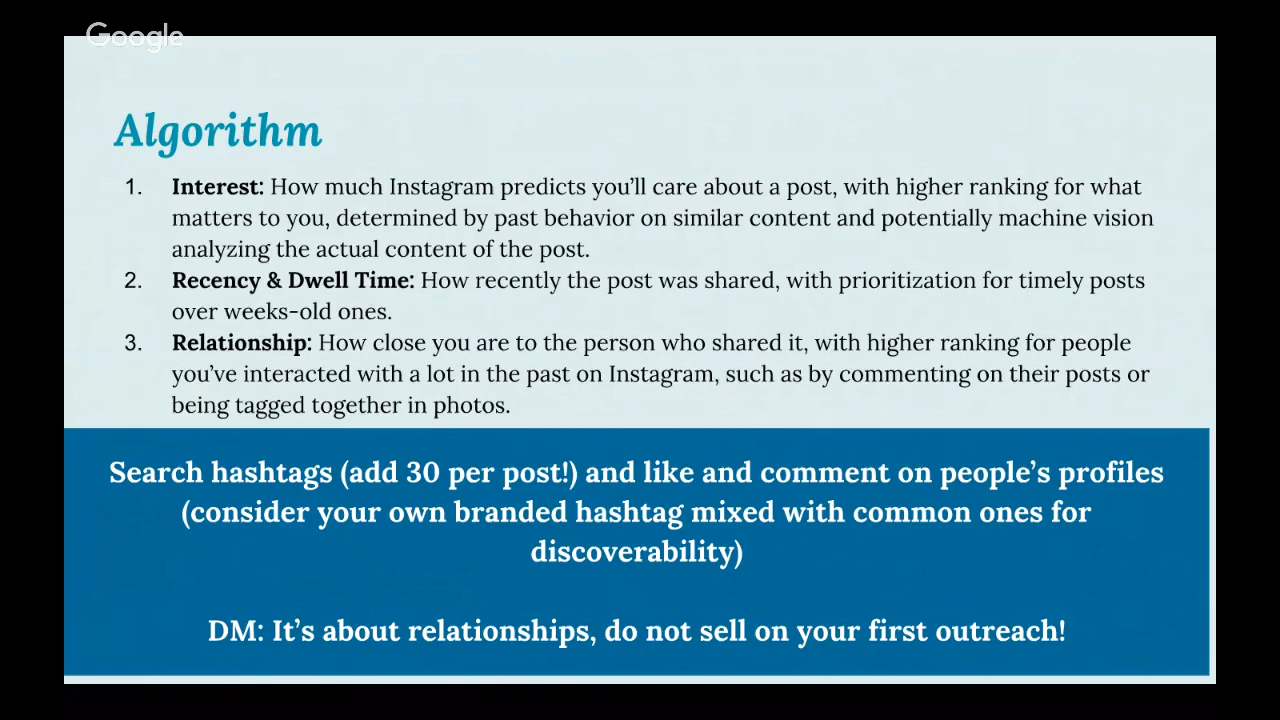 Google
Algorithm
1. Interest: How much Instagram predicts you’ll care about a post, with higher ranking for what
matters to you, determined by past behavior on similar content and potentially machine vision
analyzing the actual content of the post.
2. Recency & Dwell Time: How recently the post was shared, with prioritization for timely posts
over weeks-old ones.
3. Relationship: How close you are to the person who shared it, with higher ranking for people
you’ve interacted with a lot in the past on Instagram, such as by commenting on their posts or
being tagged together in photos.
Search hashtags (add 30 per post!) and like and comment on people’s profiles
(consider your own branded hashtag mixed with common ones for
discoverability)
DM: It’s about relationships, do not sell on your first outreach!